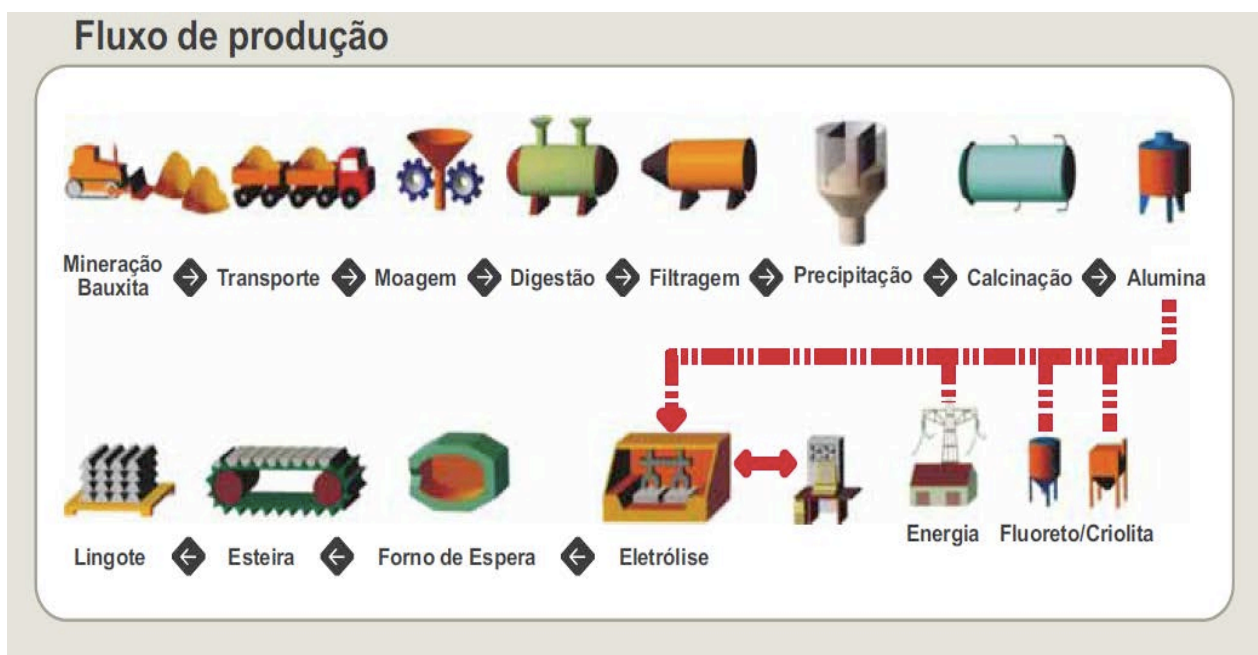 Fluxo de produção
Mineração
Bauxita
Transporte
Moagem
Digestão
Filtragem
Precipitação
Calcinação
Alumina
Lingote
Esteira
Forno de Espera
Eletrólise
Energia
Fluoreto/Criolita